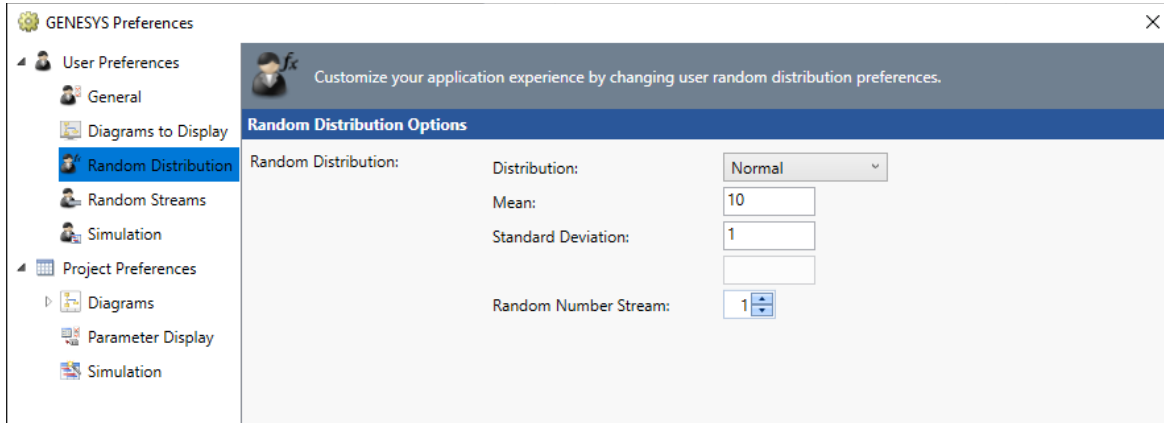 GENESYS Preferences
User Preferences
General
Diagrams to Display
Random Distribution
Random Streams
Simulation
Project Preferences
Diagrams
Parameter Display
Simulation
fx
Customize your application experience by changing user random distribution preferences.
Random Distribution Options
Random Distribution:
Distribution: Normal
Mean: 10
Standard Deviation: 1
Random Number Stream: 1